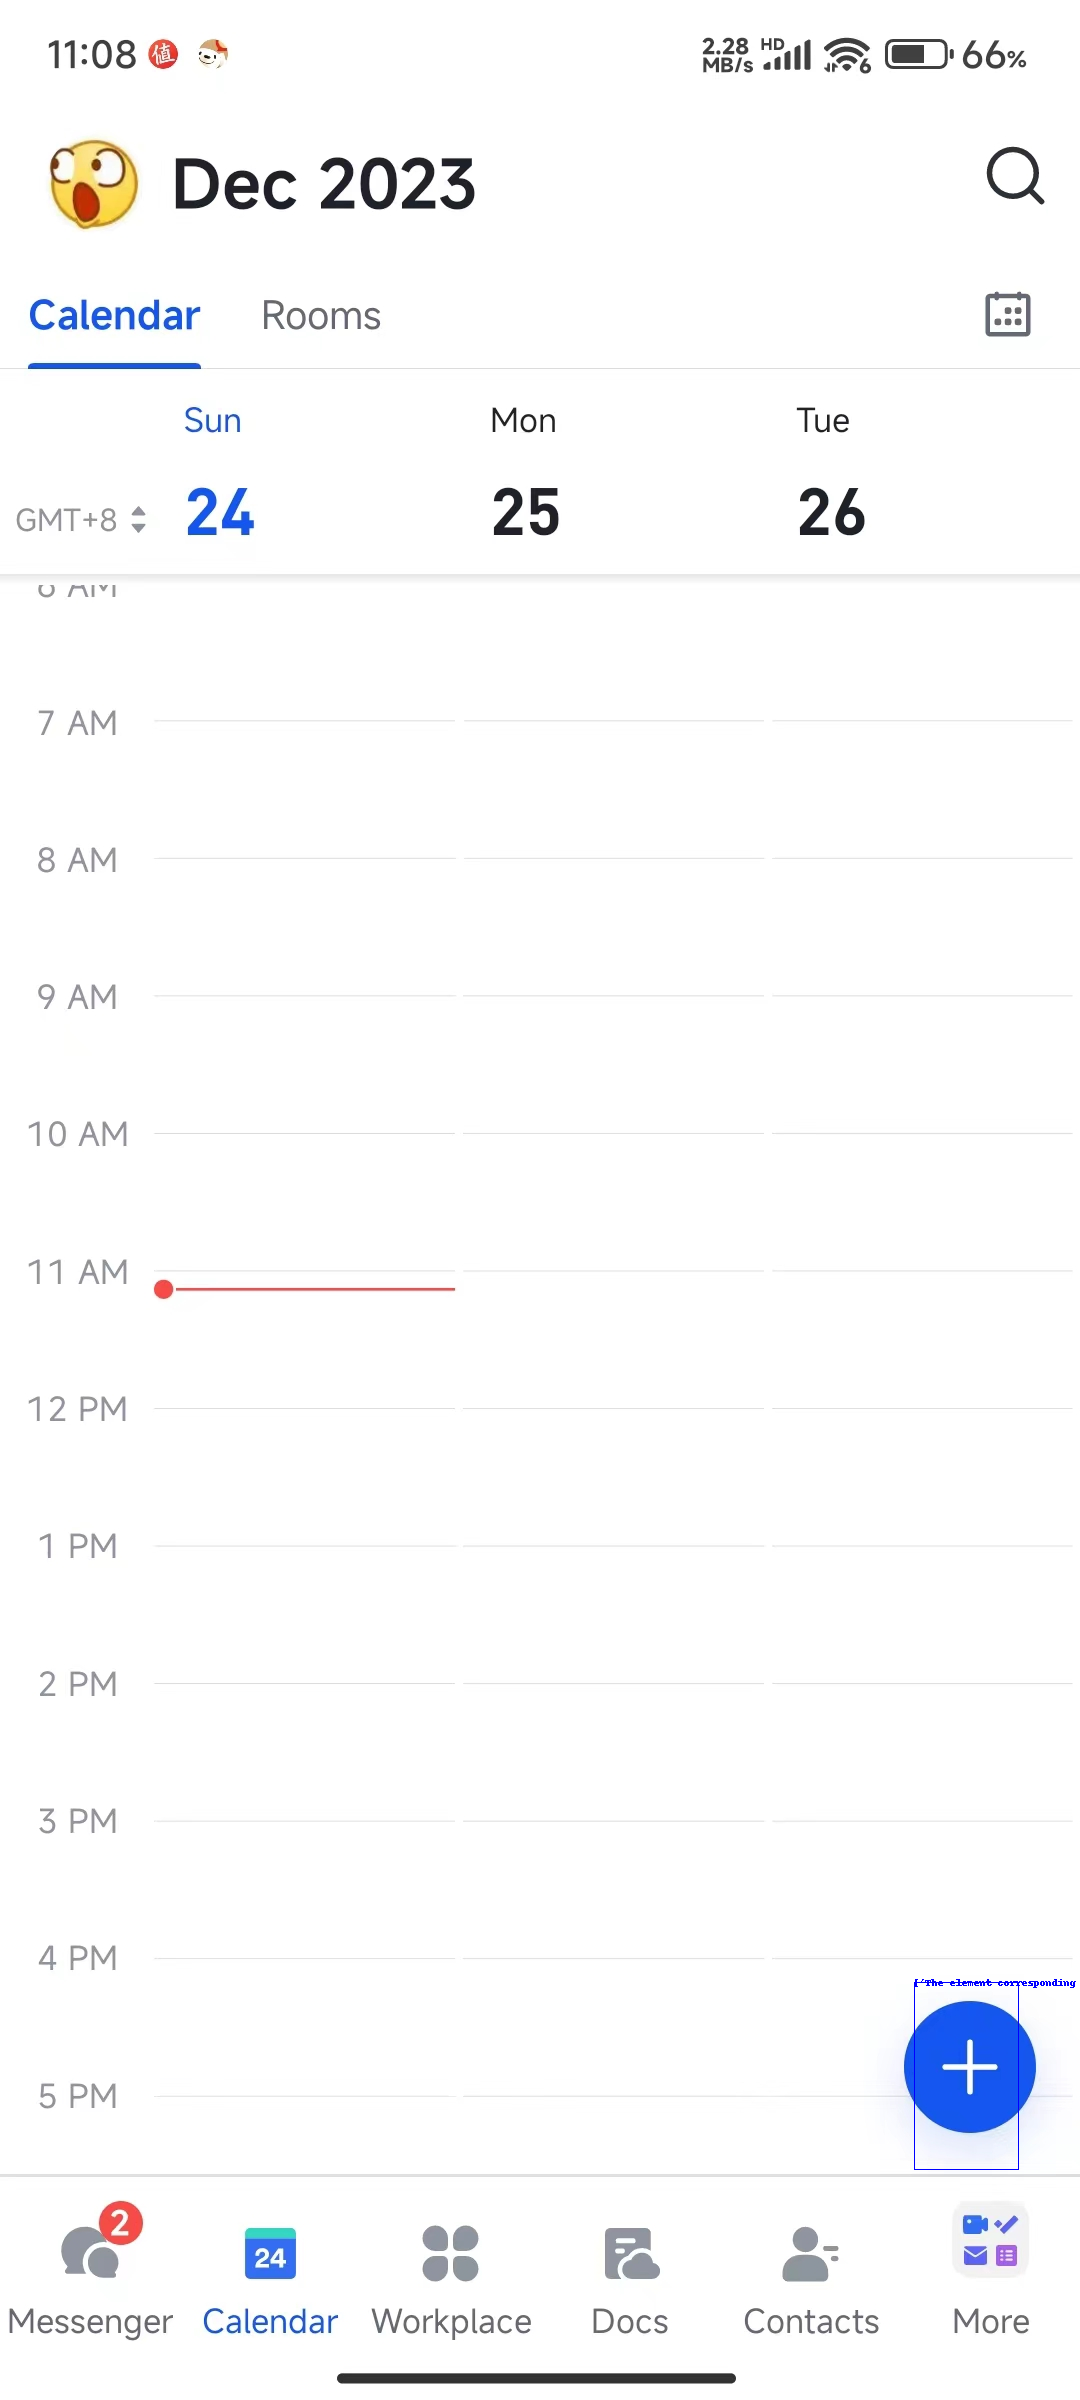 11:08 值 2.28 MB/s HD 6 66%
Dec 2023
Calendar Rooms
Sun Mon Tue
GMT+8 24 25 26
6 AM
7 AM
8 AM
9 AM
10 AM
11 AM
12 PM
1 PM
2 PM
3 PM
4 PM
['The element corresponding
5 PM
2
24
Messenger Calendar Workplace Docs Contacts More